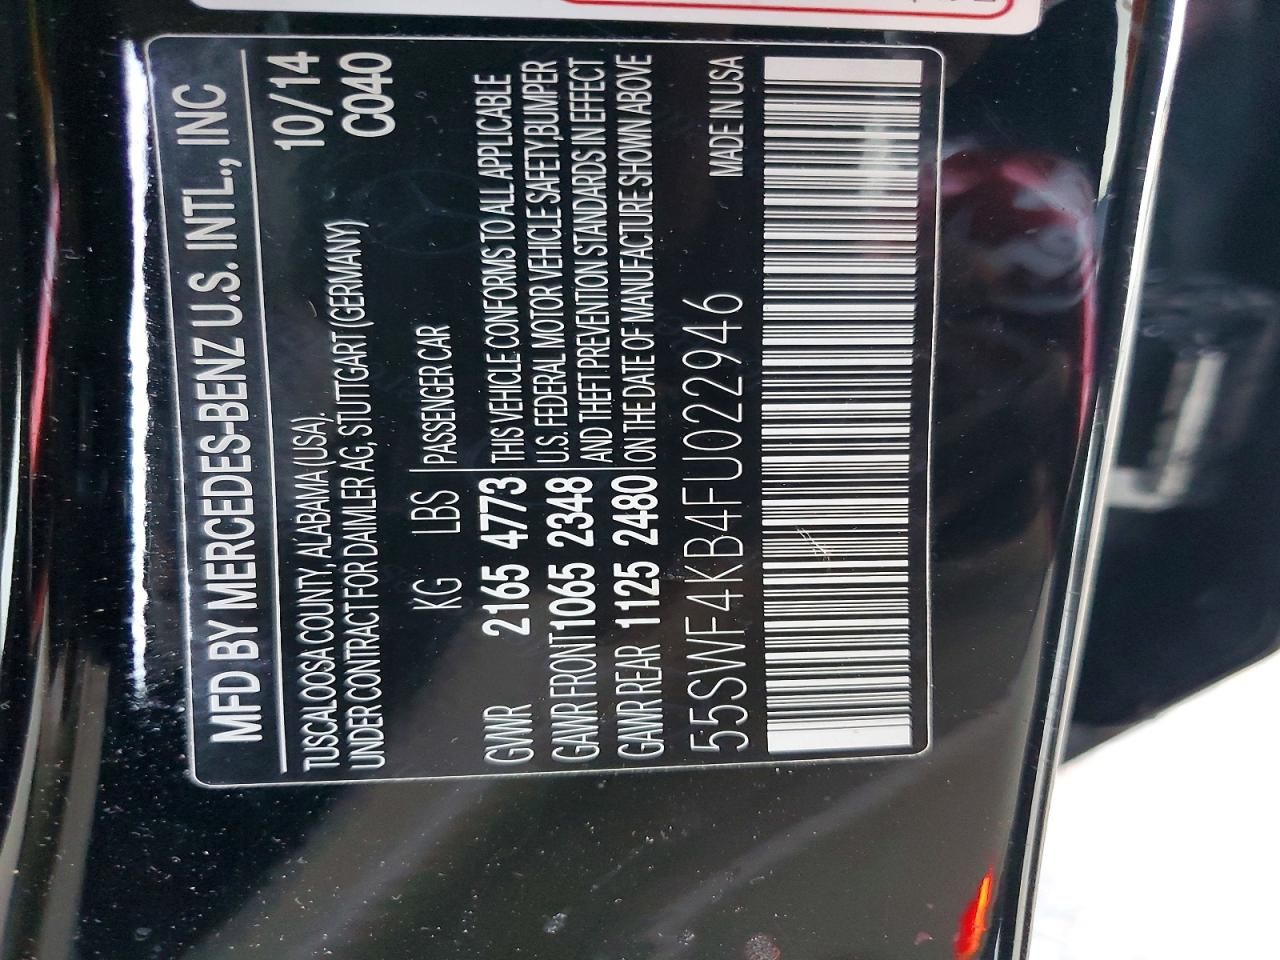 MFD BY MERCEDES-BENZ U.S. INTL., INC
TUSCALOOSA COUNTY, ALABAMA (USA). 10/14
UNDER CONTRACT FOR DAIMLER AG, STUTTGART (GERMANY) C040
KG LBS PASSENGER CAR
GWR 2165 4773 THIS VEHICLE CONFORMS TO ALL APPLICABLE
U.S. FEDERAL MOTOR VEHICLE SAFETY,BUMPER
GAWR FRONT 1065 2348 AND THEFT PREVENTION STANDARDS IN EFFECT
GAWR REAR 1125 2480 ON THE DATE OF MANUFACTURE SHOWN ABOVE
55SWF4KB4FU022946 MADE IN USA